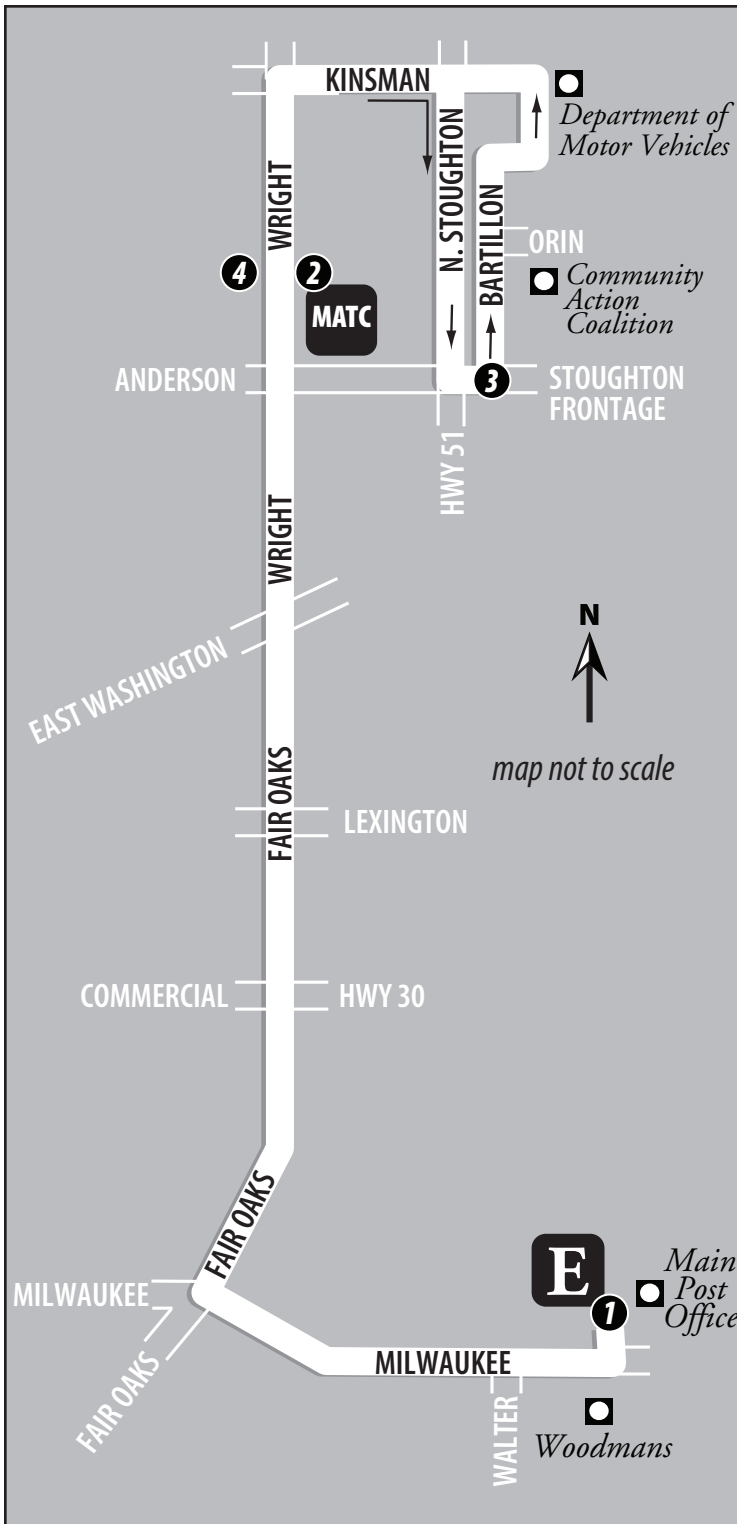 KINSMAN
Department of
Motor Vehicles
WRIGHT
N. STOUGHTON
BARTILLON
ORIN
4
2
MATC
Community
Action
Coalition
ANDERSON
3
STOUGHTON
FRONTAGE
HWY 51
WRIGHT
EAST WASHINGTON
N
map not to scale
FAIR OAKS
LEXINGTON
COMMERCIAL
HWY 30
FAIR OAKS
MILWAUKEE
E
1
Main
Post
Office
MILWAUKEE
FAIR OAKS
WALTER
Woodmans